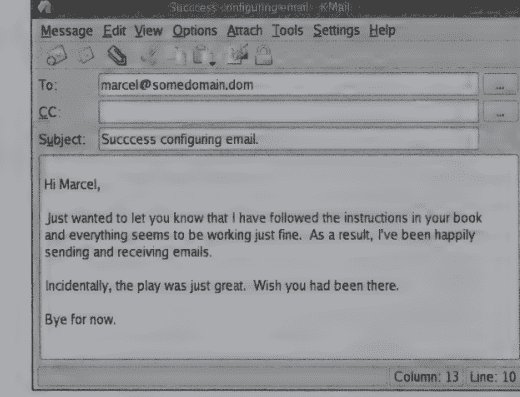 Succcess configuring email. - KMail
Message Edit View Options Attach Tools Settings Help
To: marcel@somedomain.dom ...
CC: ...
Subject: Succcess configuring email.
Hi Marcel,
Just wanted to let you know that I have followed the instructions in your book
and everything seems to be working just fine. As a result, I've been happily
sending and receiving emails.
Incidentally, the play was just great. Wish you had been there.
Bye for now.
Column: 13 Line: 10